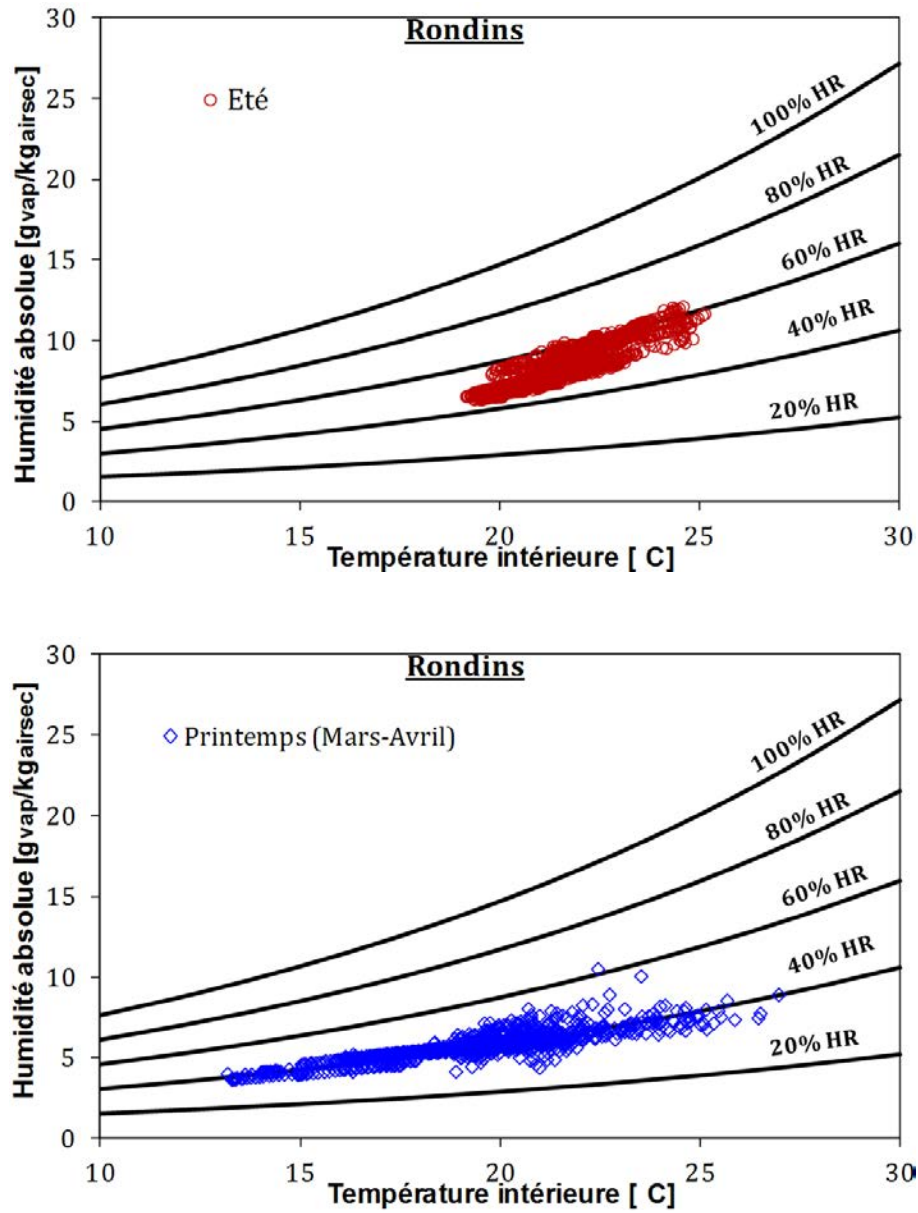 Rondins
Eté
Humidité absolue [gvap/kgairsec]
30
25
20
15
10
5
0
100% HR
80% HR
60% HR
40% HR
20% HR
10
15
20
25
30
Température intérieure [ C]
Rondins
Printemps (Mars-Avril)
Humidité absolue [gvap/kgairsec]
30
25
20
15
10
5
0
100% HR
80% HR
60% HR
40% HR
20% HR
10
15
20
25
30
Température intérieure [ C]